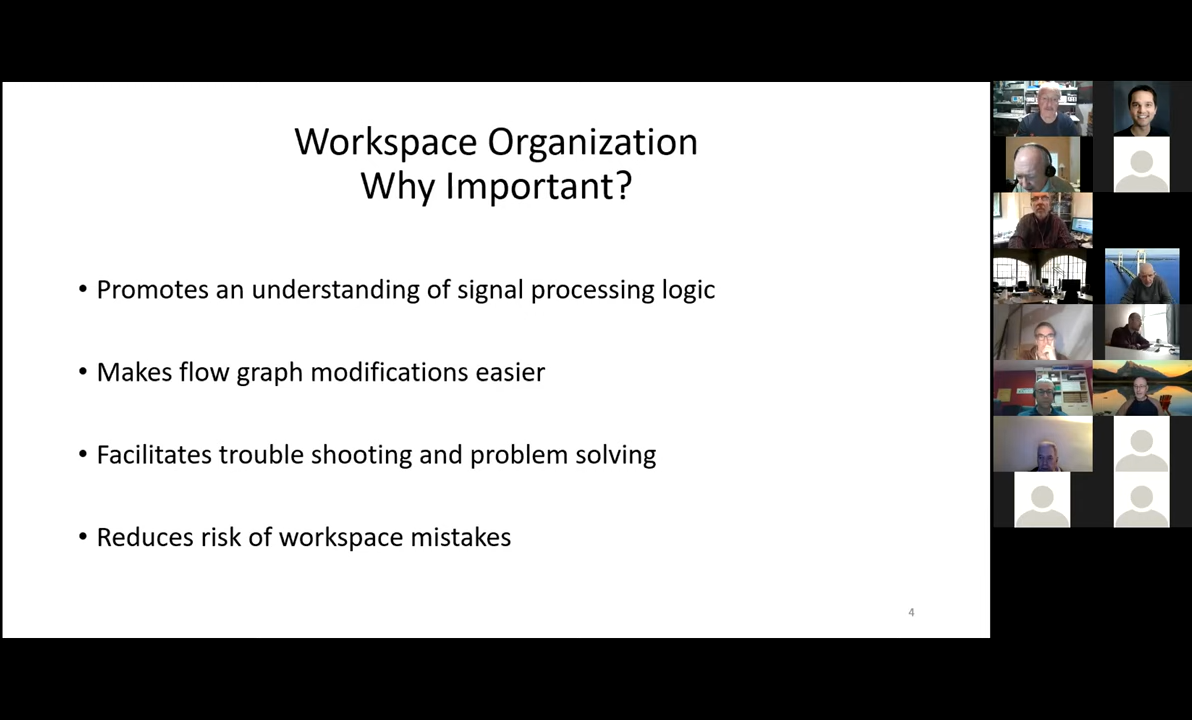 Workspace Organization
Why Important?
• Promotes an understanding of signal processing logic
• Makes flow graph modifications easier
• Facilitates trouble shooting and problem solving
• Reduces risk of workspace mistakes
4